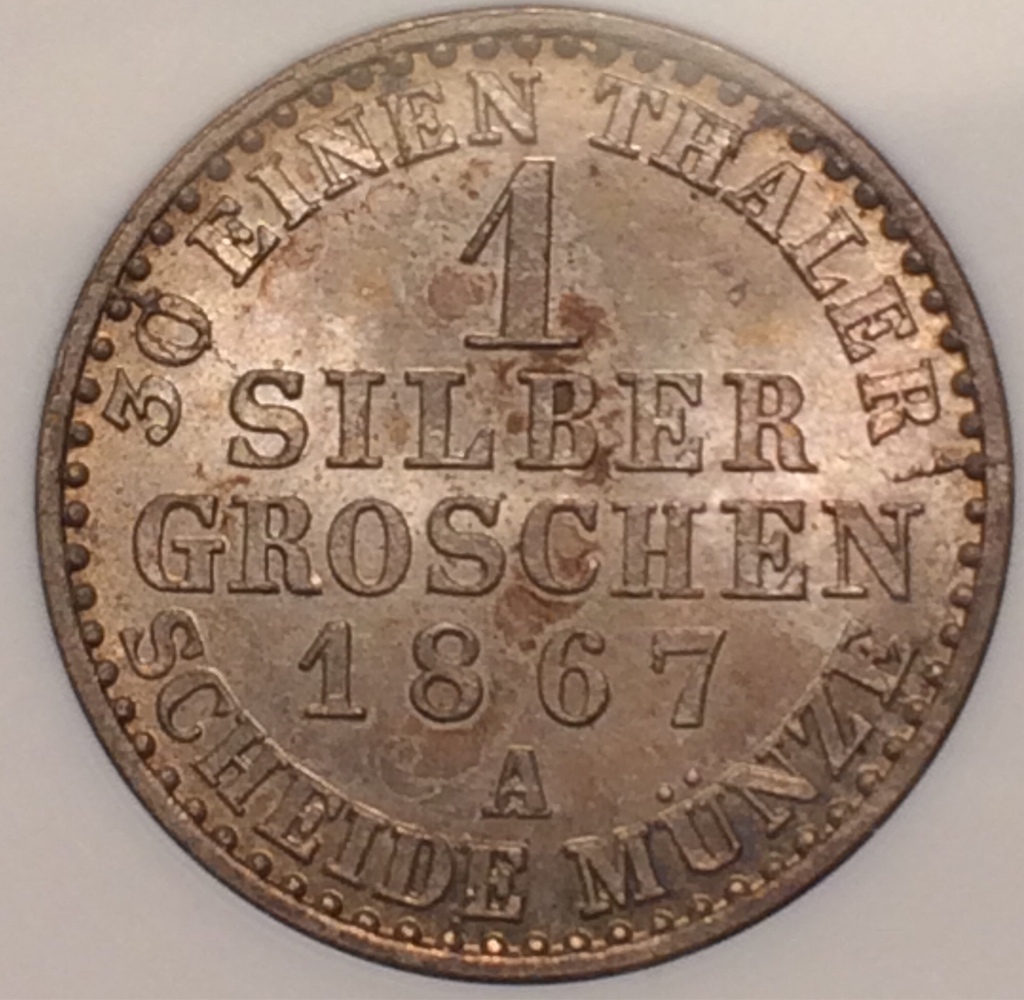 30 EINEN THALER
1
SILBER
GROSCHEN
1867
A
SCHEIDE MÜNZE